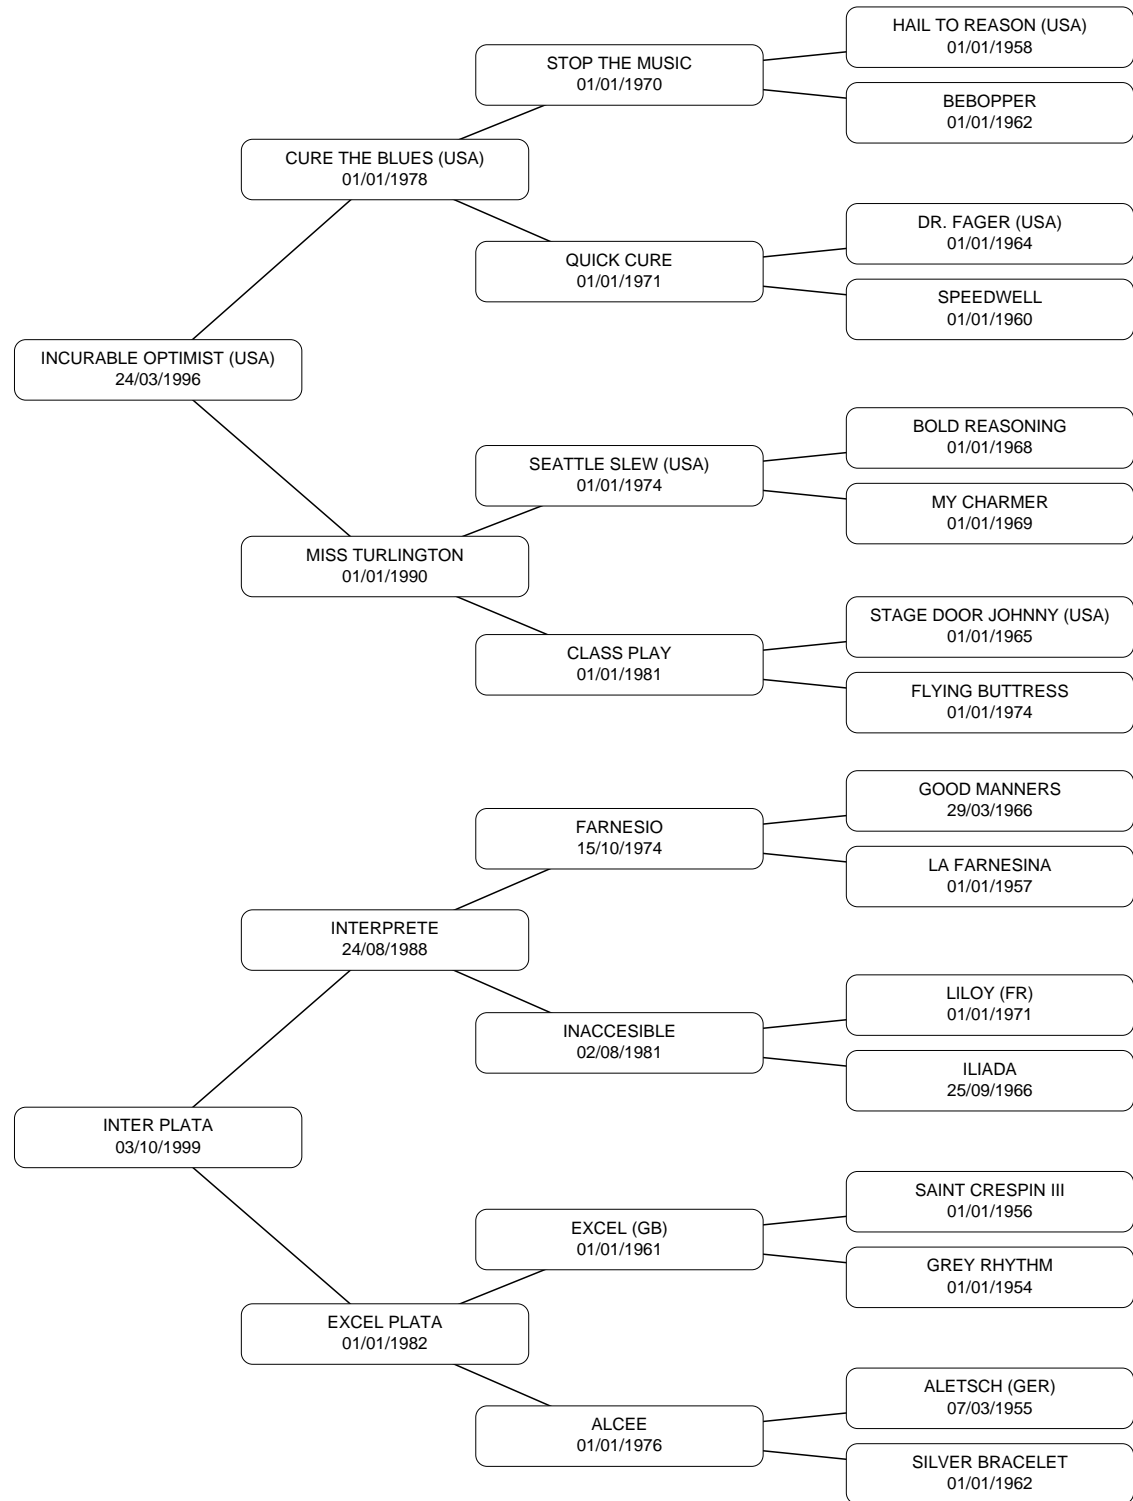 HAIL TO REASON (USA)
01/01/1958
STOP THE MUSIC
01/01/1970
BEBOPPER
01/01/1962
CURE THE BLUES (USA)
01/01/1978
DR. FAGER (USA)
01/01/1964
QUICK CURE
01/01/1971
SPEEDWELL
01/01/1960
INCURABLE OPTIMIST (USA)
24/03/1996
BOLD REASONING
01/01/1968
SEATTLE SLEW (USA)
01/01/1974
MY CHARMER
01/01/1969
MISS TURLINGTON
01/01/1990
STAGE DOOR JOHNNY (USA)
01/01/1965
CLASS PLAY
01/01/1981
FLYING BUTTRESS
01/01/1974
GOOD MANNERS
29/03/1966
FARNESIO
15/10/1974
LA FARNESINA
01/01/1957
INTERPRETE
24/08/1988
LILOY (FR)
01/01/1971
INACCESIBLE
02/08/1981
ILIADA
25/09/1966
INTER PLATA
03/10/1999
SAINT CRESPIN III
01/01/1956
EXCEL (GB)
01/01/1961
GREY RHYTHM
01/01/1954
EXCEL PLATA
01/01/1982
ALETSCH (GER)
07/03/1955
ALCEE
01/01/1976
SILVER BRACELET
01/01/1962